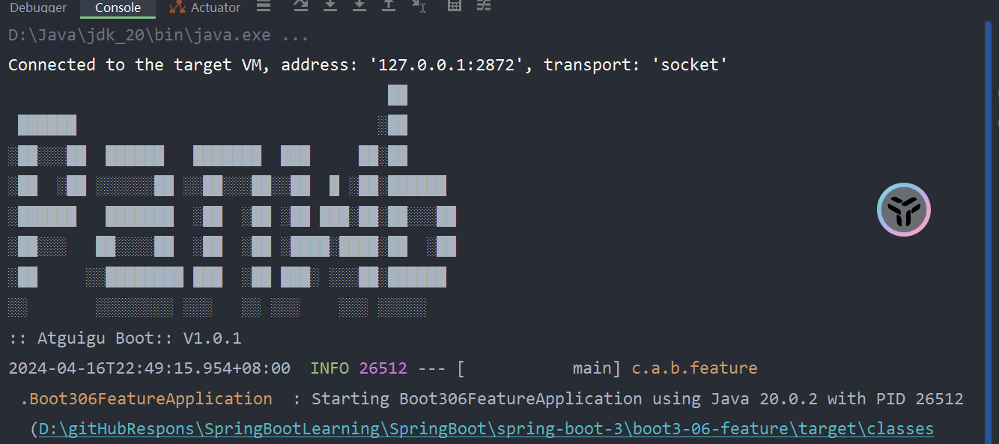 Debugger Console Actuator
D:\Java\jdk_20\bin\java.exe ...
Connected to the target VM, address: '127.0.0.1:2872', transport: 'socket'
:: Atguigu Boot:: V1.0.1
2024-04-16T22:49:15.954+08:00  INFO 26512 --- [           main] c.a.b.feature
.Boot306FeatureApplication  : Starting Boot306FeatureApplication using Java 20.0.2 with PID 26512
(D:\gitHubRespons\SpringBootLearning\SpringBoot\spring-boot-3\boot3-06-feature\target\classes